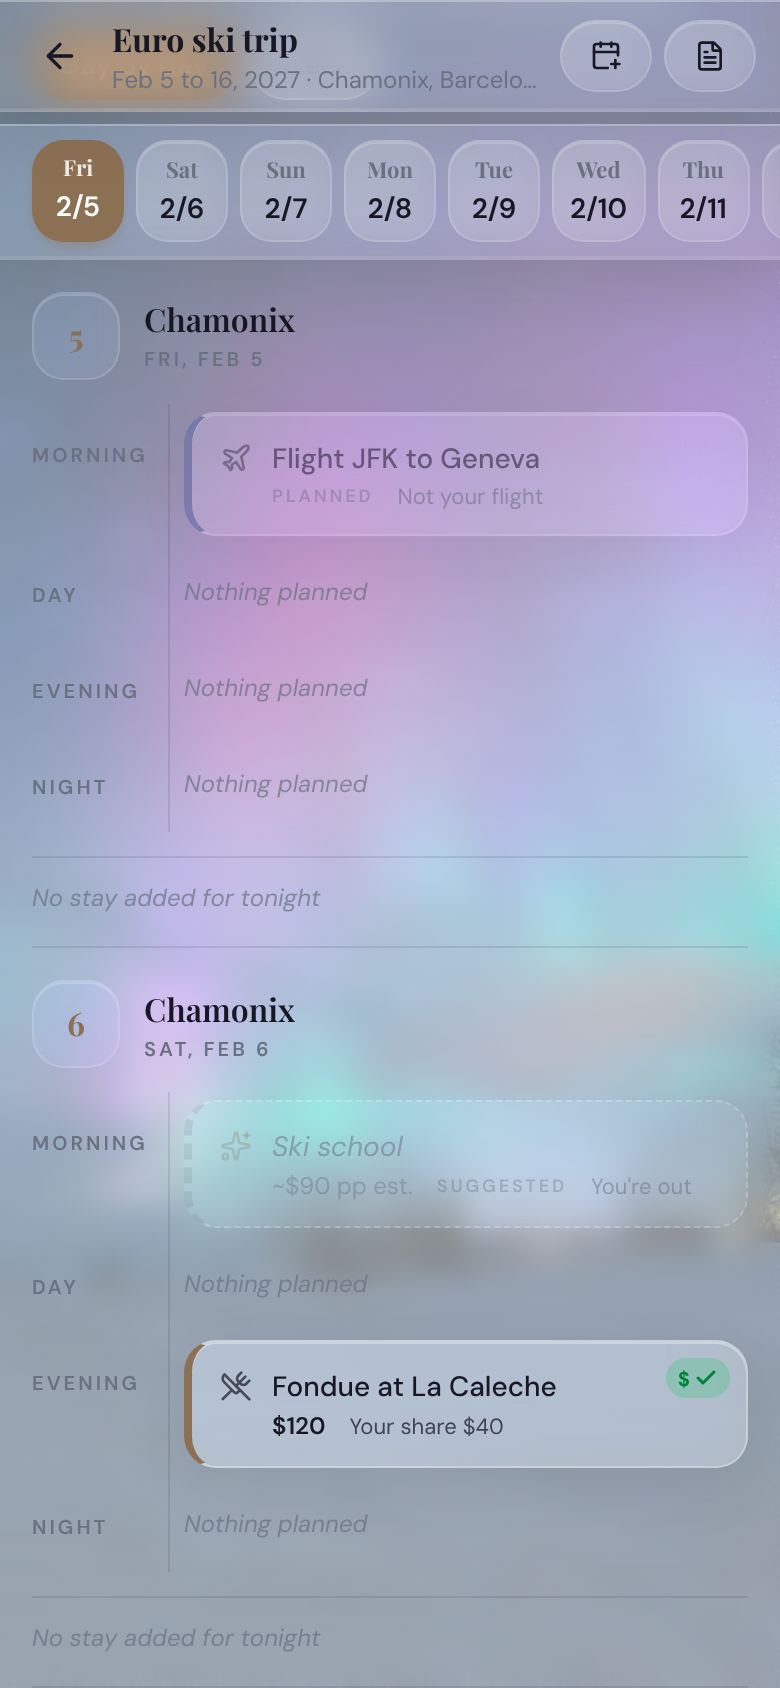 Euro ski trip
Feb 5 to 16, 2027 · Chamonix, Barcelo...
Fri Sat Sun Mon Tue Wed Thu
2/5 2/6 2/7 2/8 2/9 2/10 2/11
5 Chamonix
FRI, FEB 5
MORNING Flight JFK to Geneva
PLANNED Not your flight
DAY Nothing planned
EVENING Nothing planned
NIGHT Nothing planned
No stay added for tonight
6 Chamonix
SAT, FEB 6
MORNING Ski school
~$90 pp est. SUGGESTED You're out
DAY Nothing planned
EVENING Fondue at La Caleche $ ✓
$120 Your share $40
NIGHT Nothing planned
No stay added for tonight